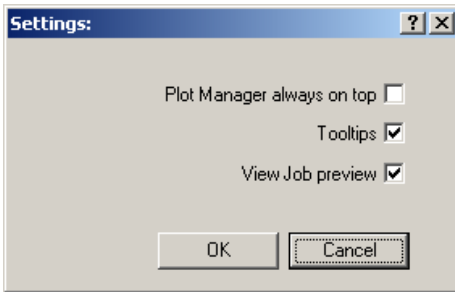 Settings:
Plot Manager always on top
Tooltips
View Job preview
OK Cancel